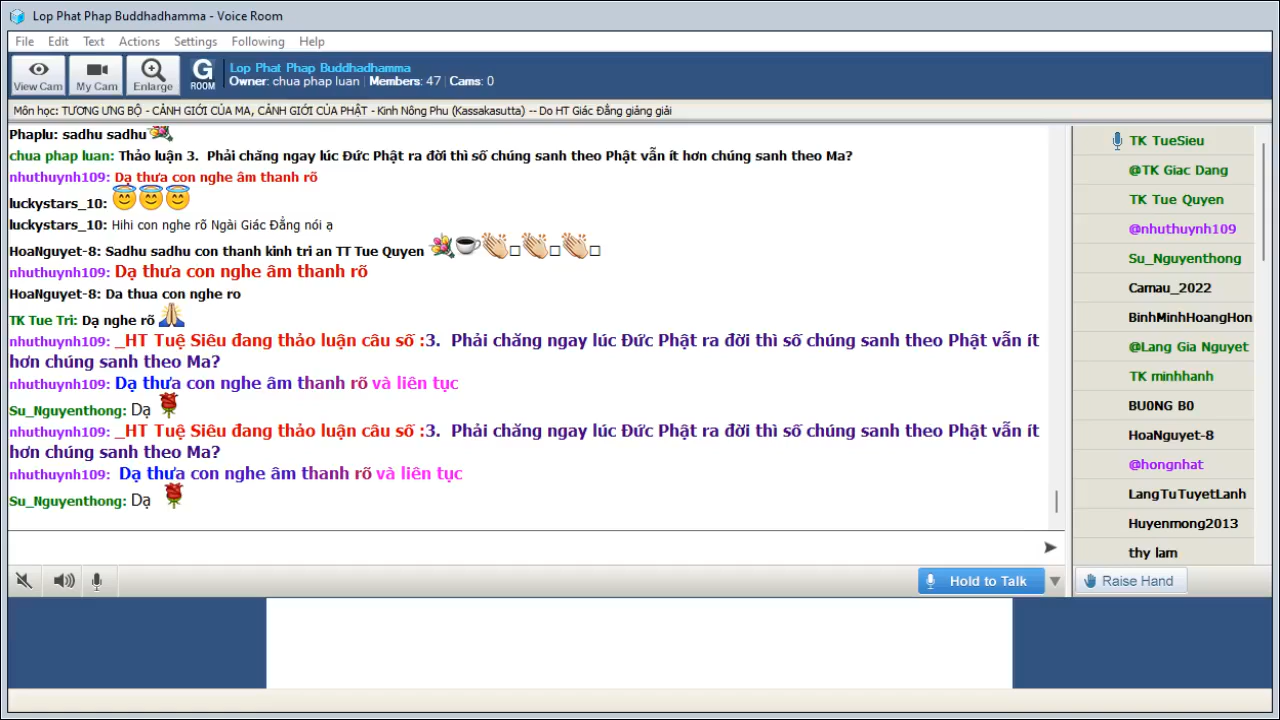 Lop Phat Phap Buddhadhamma - Voice Room
File Edit Text Actions Settings Following Help
View Cam My Cam Enlarge G ROOM
Lop Phat Phap Buddhadhamma
Owner: chua phap luan Members: 47 Cams: 0
Môn học: TƯƠNG ƯNG BỘ - CẢNH GIỚI CỦA MA, CẢNH GIỚI CỦA PHẬT - Kinh Nông Phu (Kassakasutta) -- Do HT Giác Đẳng giảng giải
Phaplu: sadhu sadhu
chua phap luan: Thảo luận 3. Phải chăng ngay lúc Đức Phật ra đời thì số chúng sanh theo Phật vẫn ít hơn chúng sanh theo Ma?
nhuthuynh109: Dạ thưa con nghe âm thanh rõ
luckystars_10:
luckystars_10: Hihi con nghe rõ Ngài Giác Đẳng nói ạ
HoaNguyet-8: Sadhu sadhu con thanh kinh tri an TT Tue Quyen
nhuthuynh109: Dạ thưa con nghe âm thanh rõ
HoaNguyet-8: Da thua con nghe ro
TK Tue Tri: Dạ nghe rõ
nhuthuynh109: _HT Tuệ Siêu đang thảo luận câu số :3. Phải chăng ngay lúc Đức Phật ra đời thì số chúng sanh theo Phật vẫn ít
hơn chúng sanh theo Ma?
nhuthuynh109: Dạ thưa con nghe âm thanh rõ và liên tục
Su_Nguyenthong: Dạ
nhuthuynh109: _HT Tuệ Siêu đang thảo luận câu số :3. Phải chăng ngay lúc Đức Phật ra đời thì số chúng sanh theo Phật vẫn ít
hơn chúng sanh theo Ma?
nhuthuynh109: Dạ thưa con nghe âm thanh rõ và liên tục
Su_Nguyenthong: Dạ
TK TueSieu
@TK Giac Dang
TK Tue Quyen
@nhuthuynh109
Su_Nguyenthong
Camau_2022
BinhMinhHoangHon
@Lang Gia Nguyet
TK minhhanh
BU0NG B0
HoaNguyet-8
@hongnhat
LangTuTuyetLanh
Huyenmong2013
thy lam
Hold to Talk
Raise Hand